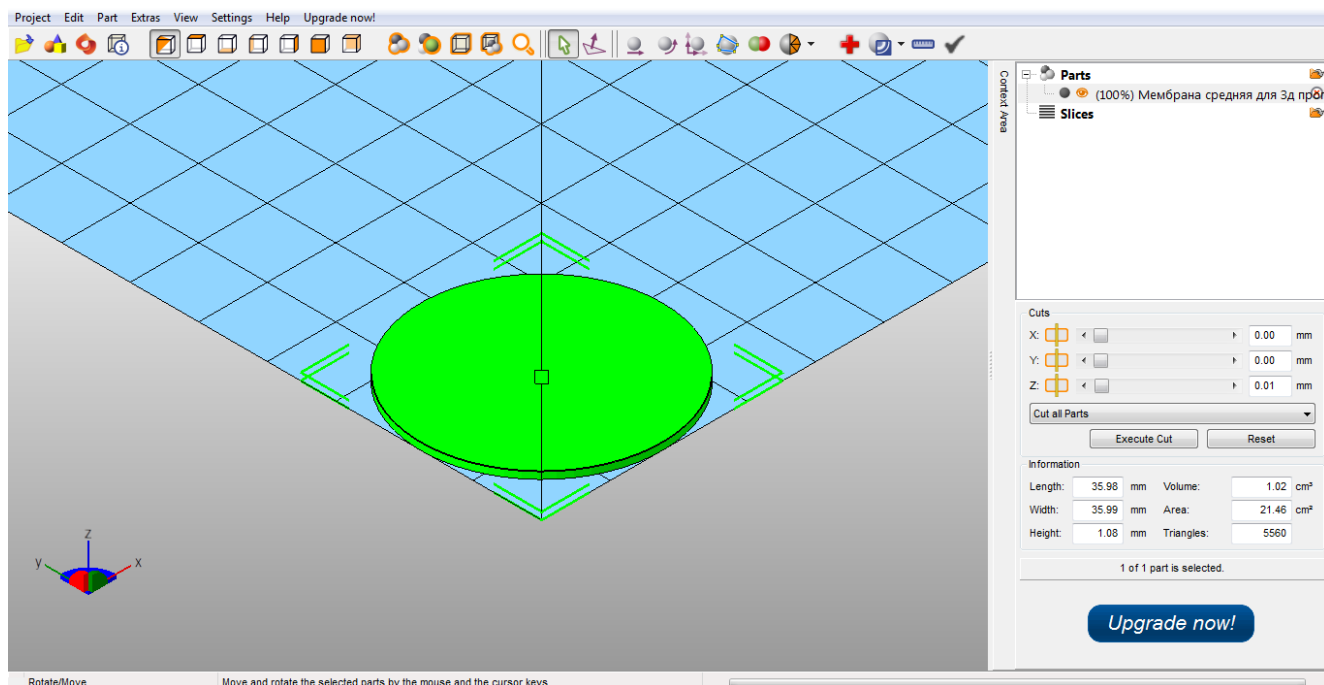 Project Edit Part Extras View Settings Help Upgrade now!
Context Area
Parts
(100%) Мембрана средняя для 3д
Slices
Cuts
X: 0.00 mm
Y: 0.00 mm
Z: 0.01 mm
Cut all Parts
Execute Cut Reset
Information
Length: 35.98 mm Volume: 1.02 cm³
Width: 35.99 mm Area: 21.46 cm²
Height: 1.08 mm Triangles: 5560
1 of 1 part is selected.
Upgrade now!
z
y x
Rotate/Move Move and rotate the selected parts by the mouse and the cursor keys